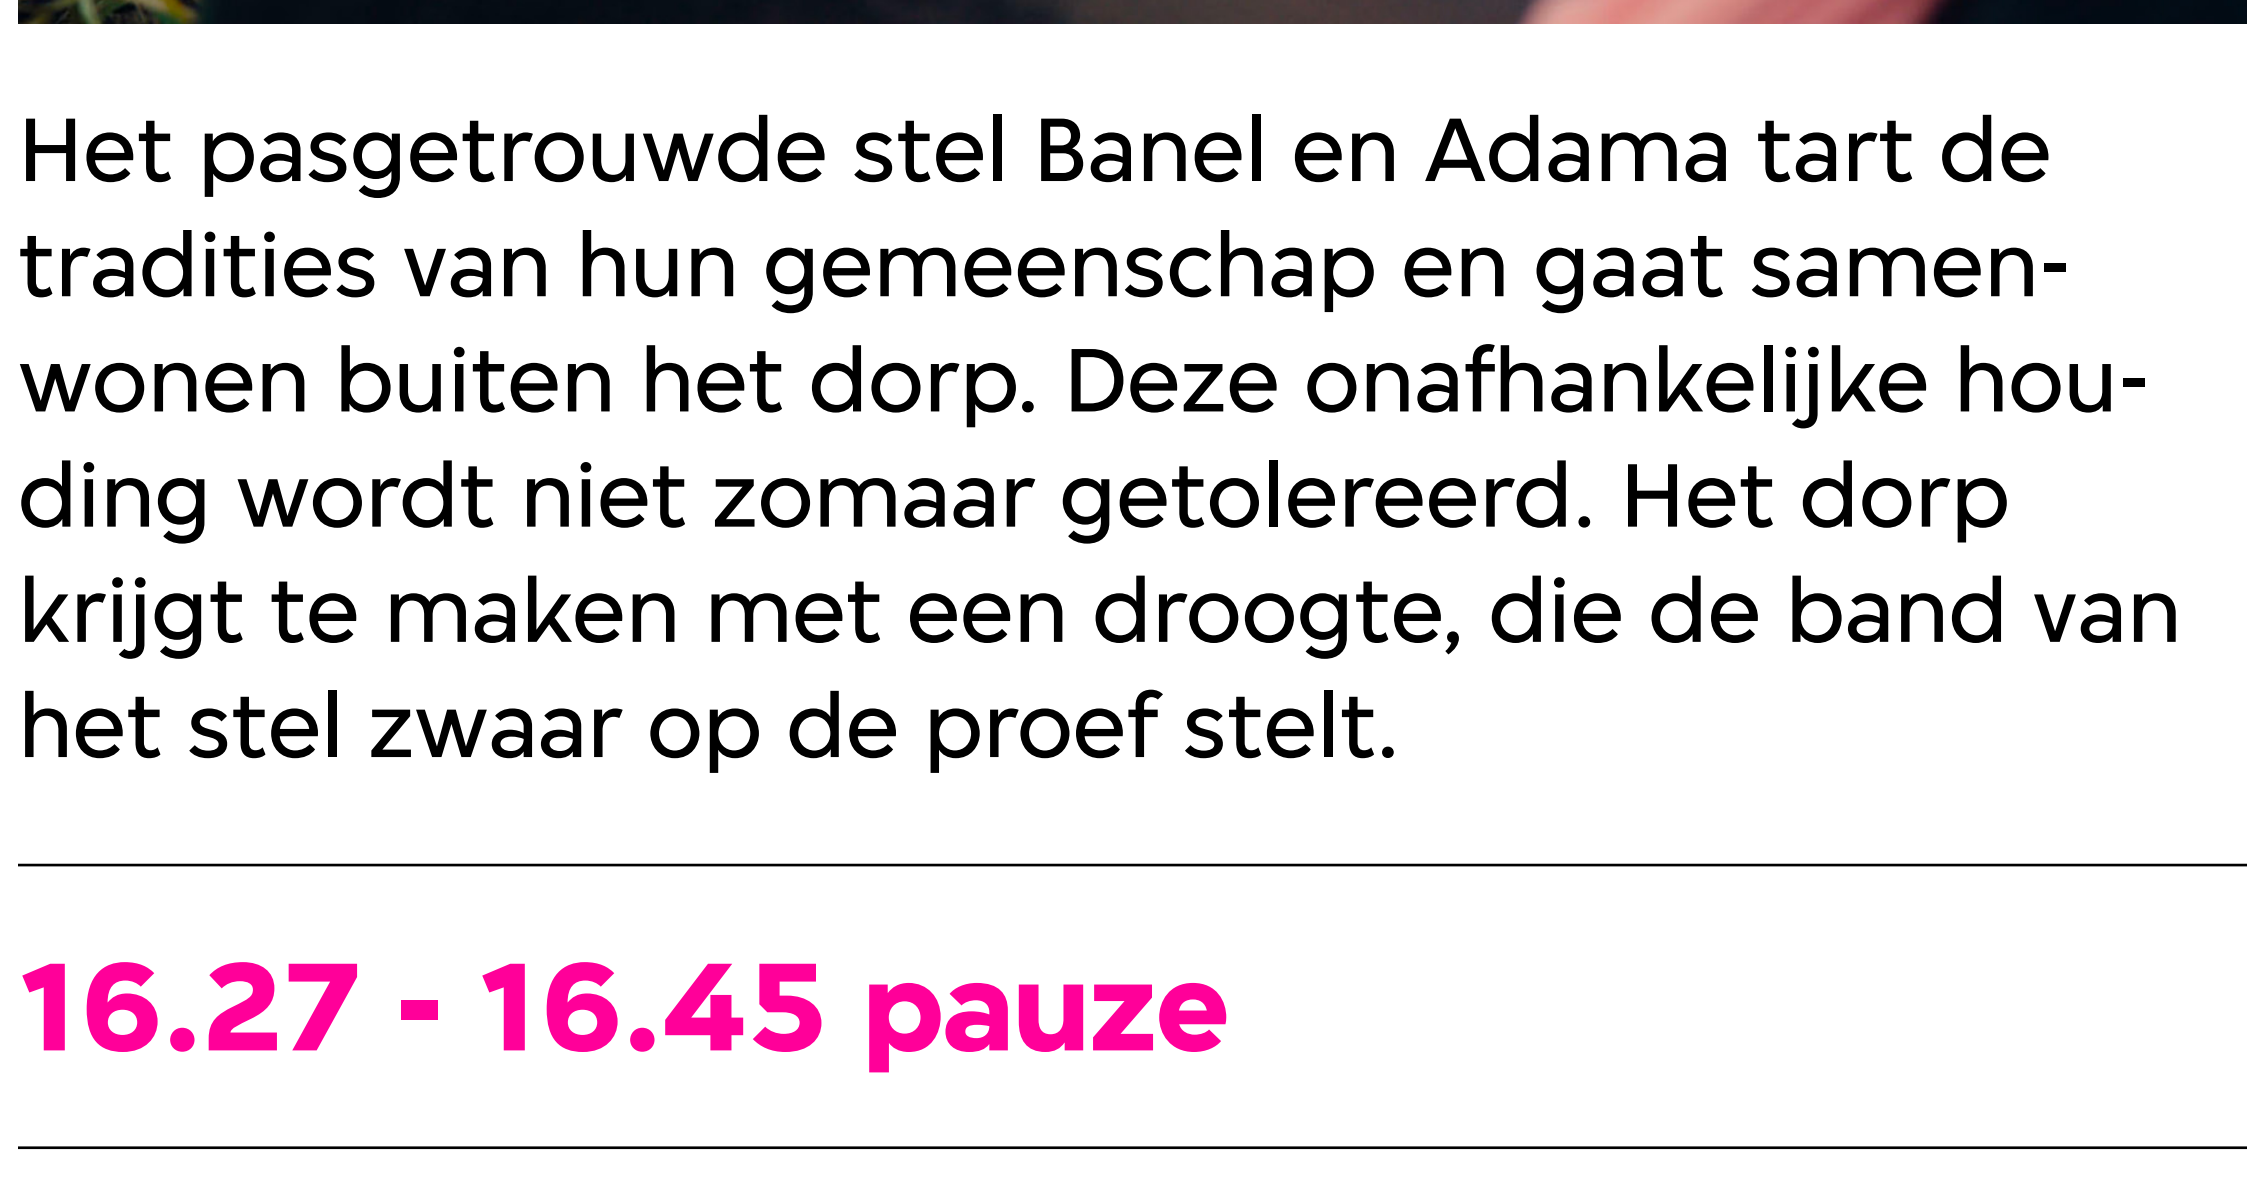 Het pasgetrouwde stel Banel en Adama tart de
tradities van hun gemeenschap en gaat samen-
wonen buiten het dorp. Deze onafhankelijke hou-
ding wordt niet zomaar getolereerd. Het dorp
krijgt te maken met een droogte, die de band van
het stel zwaar op de proef stelt.
16.27 - 16.45 pauze